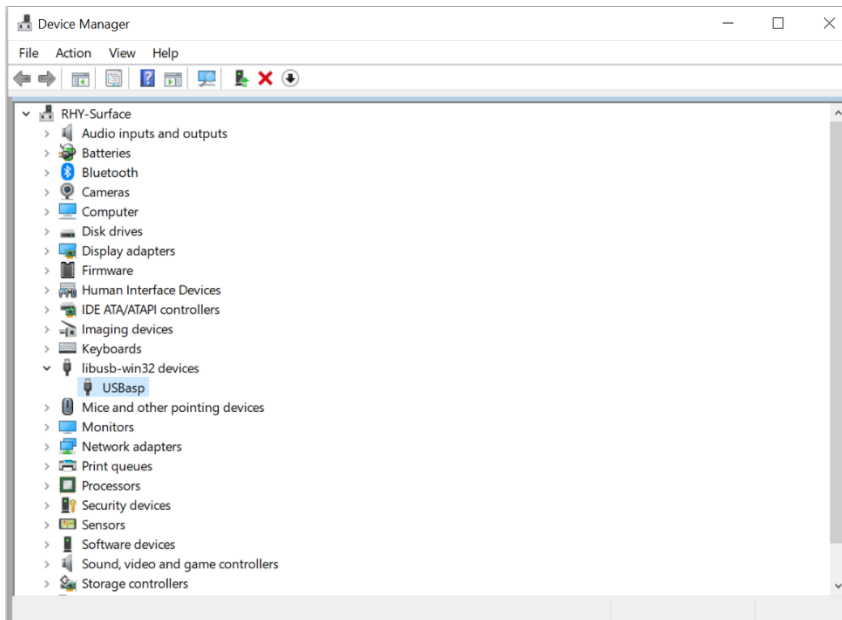 Device Manager
File Action View Help
RHY-Surface
Audio inputs and outputs
Batteries
Bluetooth
Cameras
Computer
Disk drives
Display adapters
Firmware
Human Interface Devices
IDE ATA/ATAPI controllers
Imaging devices
Keyboards
libusb-win32 devices
USBasp
Mice and other pointing devices
Monitors
Network adapters
Print queues
Processors
Security devices
Sensors
Software devices
Sound, video and game controllers
Storage controllers